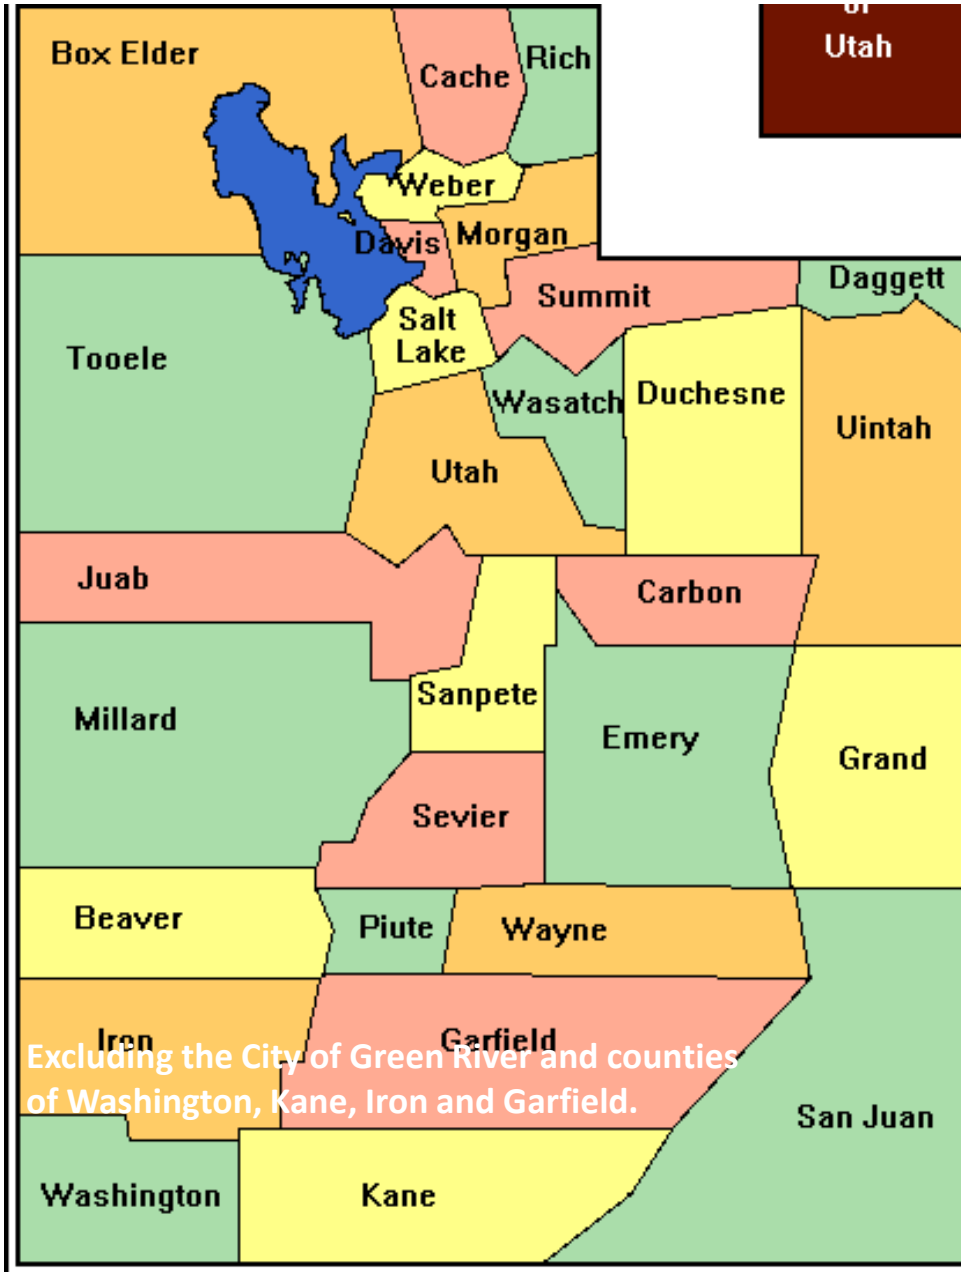 Utah
Box Elder
Cache
Rich
Weber
Davis
Morgan
Summit
Daggett
Salt
Lake
Tooele
Wasatch
Duchesne
Uintah
Utah
Juab
Carbon
Sanpete
Millard
Emery
Grand
Sevier
Beaver
Piute
Wayne
Iron
Garfield
Excluding the City of Green River and counties
of Washington, Kane, Iron and Garfield.
San Juan
Washington
Kane